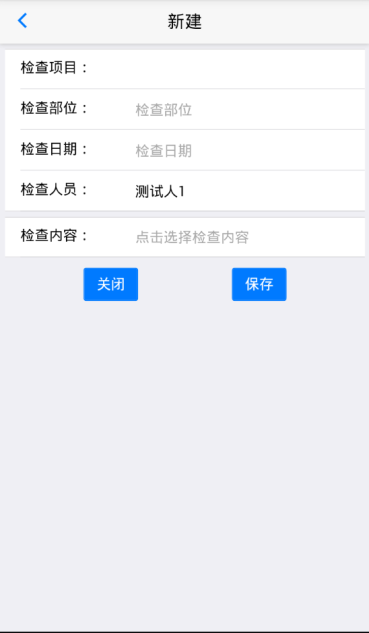 新建
检查项目：
检查部位： 检查部位
检查日期： 检查日期
检查人员： 测试人1
检查内容： 点击选择检查内容
关闭 保存